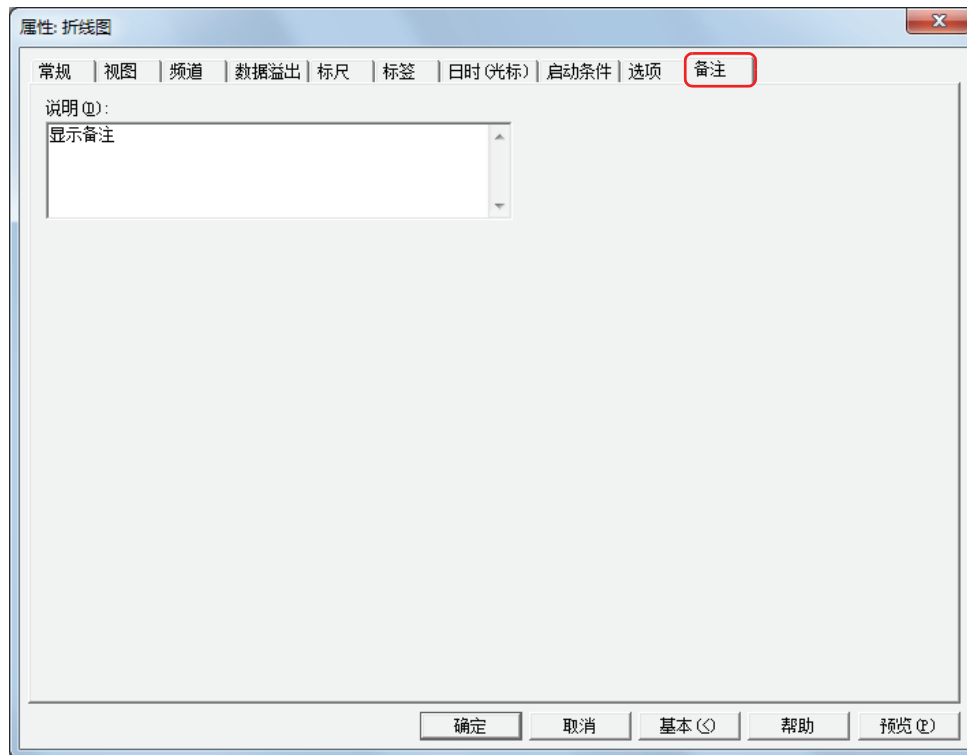 属性: 折线图
常规 视图 频道 数据溢出 标尺 标签 日时(光标) 启动条件 选项 备注
说明(D):
显示备注
确定 取消 基本(<) 帮助 预览(P)